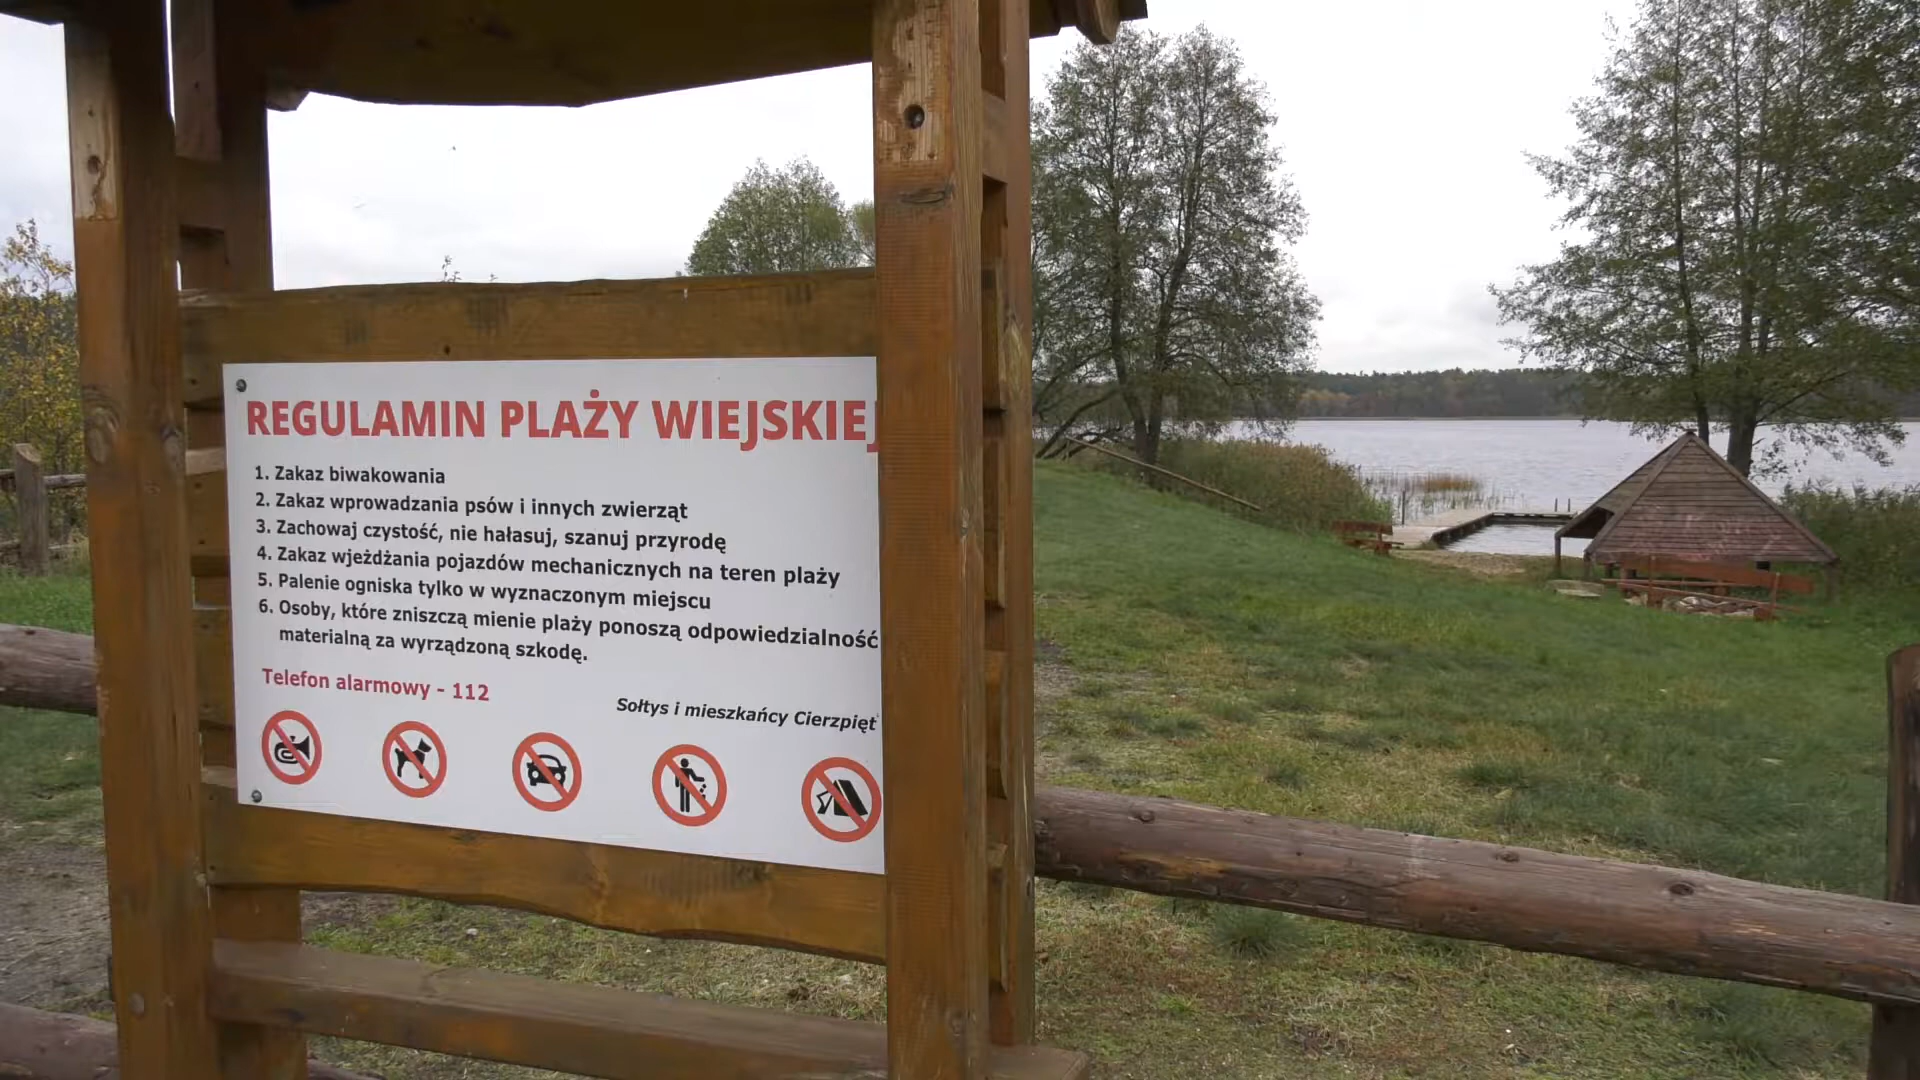 REGULAMIN PLAŻY WIEJSKIEJ
1. Zakaz biwakowania
2. Zakaz wprowadzania psów i innych zwierząt
3. Zachowaj czystość, nie hałasuj, szanuj przyrodę
4. Zakaz wjeżdżania pojazdów mechanicznych na teren plaży
5. Palenie ogniska tylko w wyznaczonym miejscu
6. Osoby, które zniszczą mienie plaży ponoszą odpowiedzialność
materialną za wyrządzoną szkodę.
Telefon alarmowy - 112
Sołtys i mieszkańcy Cierzpięt